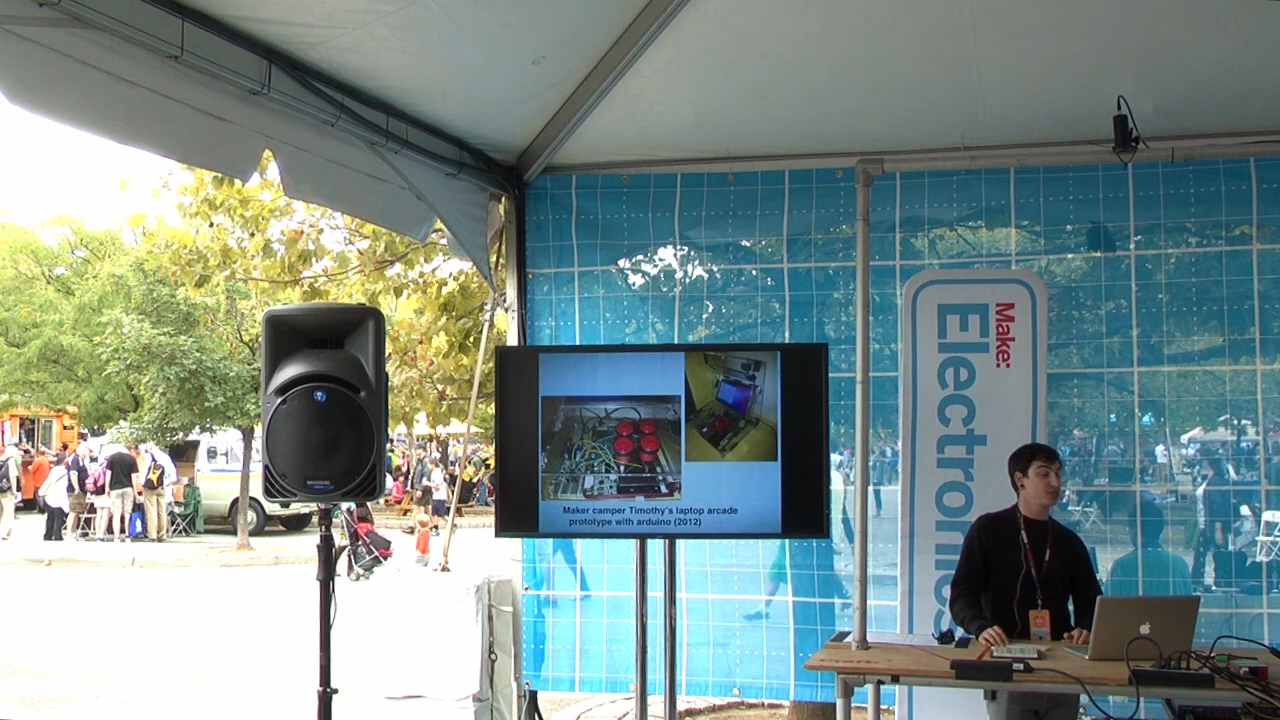 Make:
Electronics
Maker camper Timothy's laptop arcade
prototype with arduino (2012)